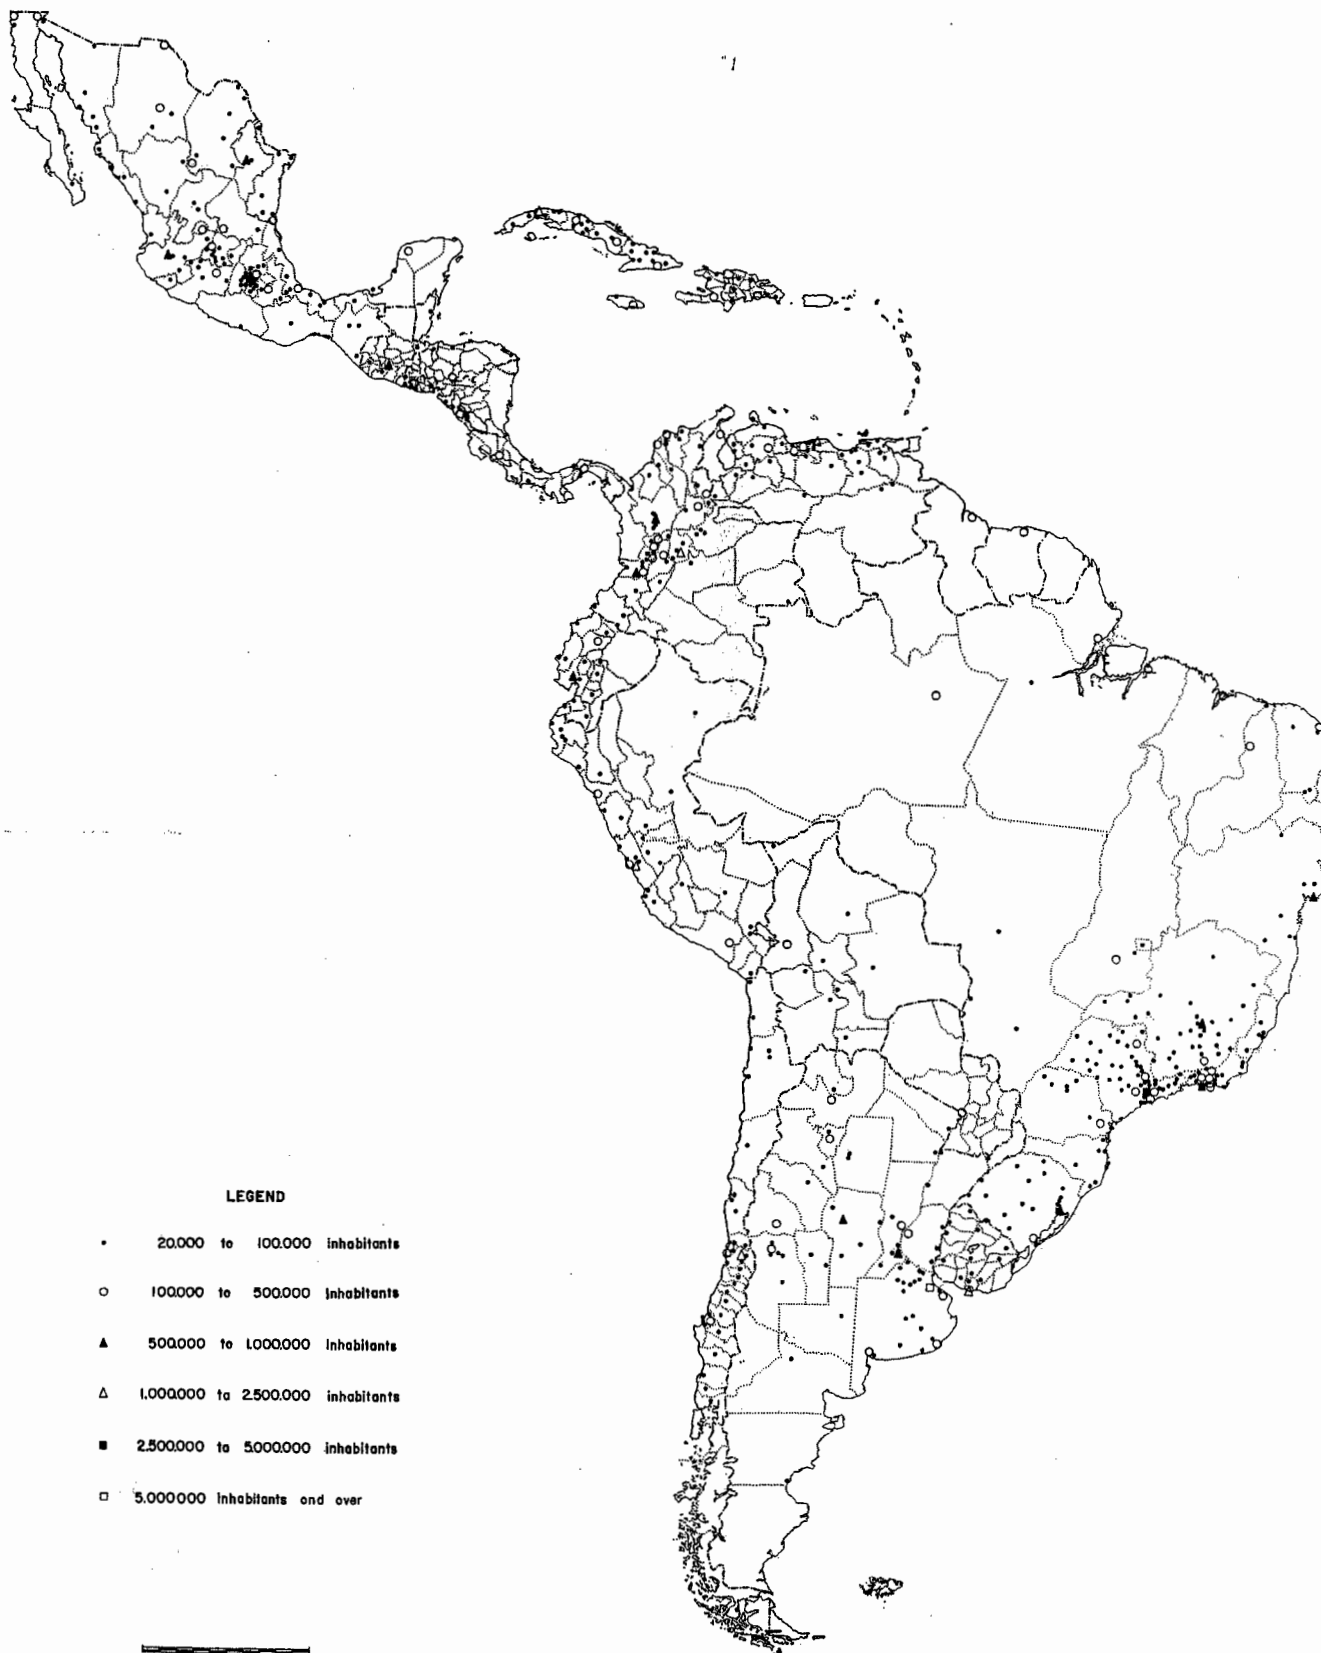 LEGEND
20.000 to 100.000 inhabitants
100.000 to 500.000 Inhabitants
500.000 to 1.000.000 Inhabitants
1.000.000 to 2.500.000 inhabitants
2.500.000 to 5.000.000 inhabitants
5.000000 Inhabitants and over